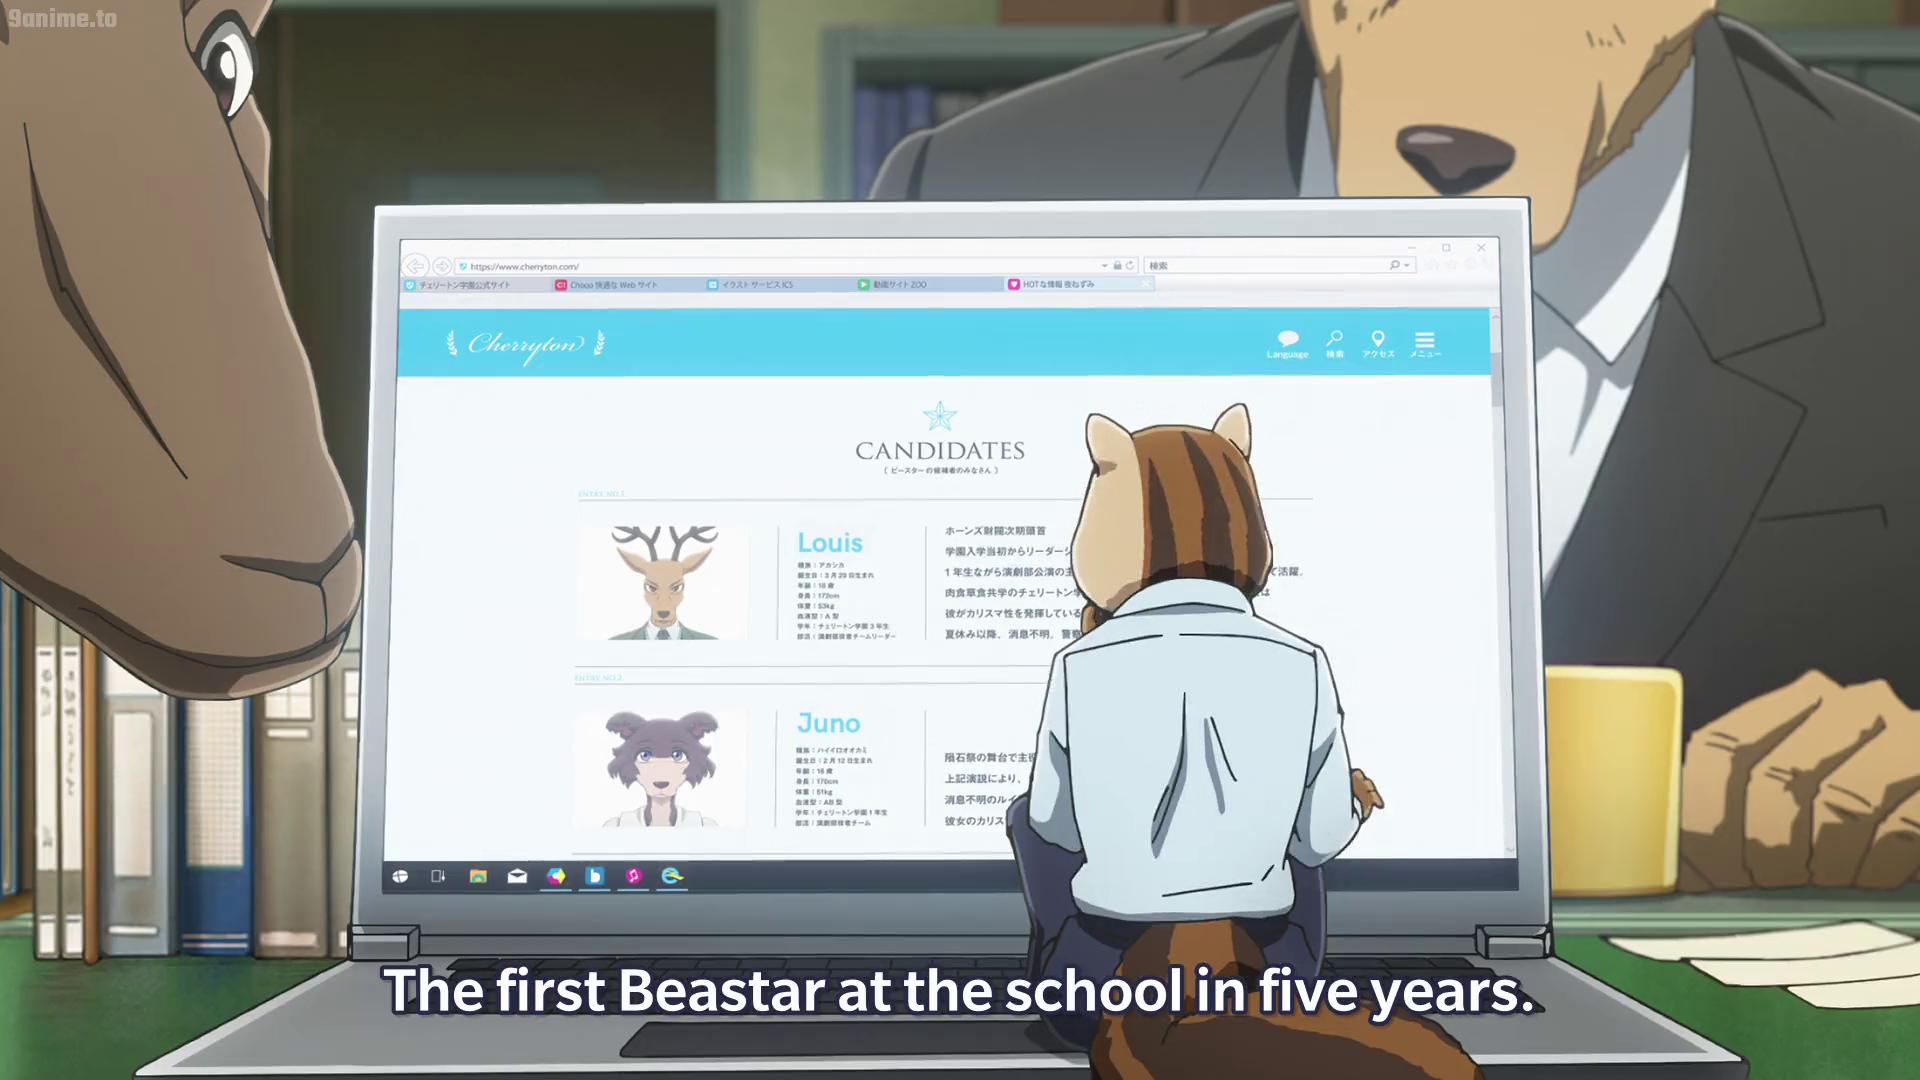 9anime.to
https://www.cherryton.com/
検索
チェリートン学園公式サイト
Chooo 快適な Web サイト
イラスト サービス ICS
動画サイト ZOO
HOTな情報 夜ねずみ
Cherryton
Language
検索
アクセス
メニュー
CANDIDATES
( ビースターの候補者のみなさん )
ENTRY NO.1
Louis
種族：アカシカ
誕生日：3月29日生まれ
年齢：18歳
身長：172cm
体重：53kg
血液型：A型
学年：チェリートン学園3年生
部活：演劇部役者チームリーダー
ホーンズ財閥次期頭首
学園入学当初からリーダーシ
1年生ながら演劇部公演の主 て活躍。
肉食草食共学のチェリートン学 は
彼がカリスマ性を発揮している
夏休み以降、消息不明。警察
ENTRY NO.2
Juno
種族：ハイイロオオカミ
誕生日：2月12日生まれ
年齢：16歳
身長：170cm
体重：51kg
血液型：AB型
学年：チェリートン学園1年生
部活：演劇部役者チーム
隕石祭の舞台で主役
上記演説により、
消息不明のルイ
彼女のカリス
b
The first Beastar at the school in five years.